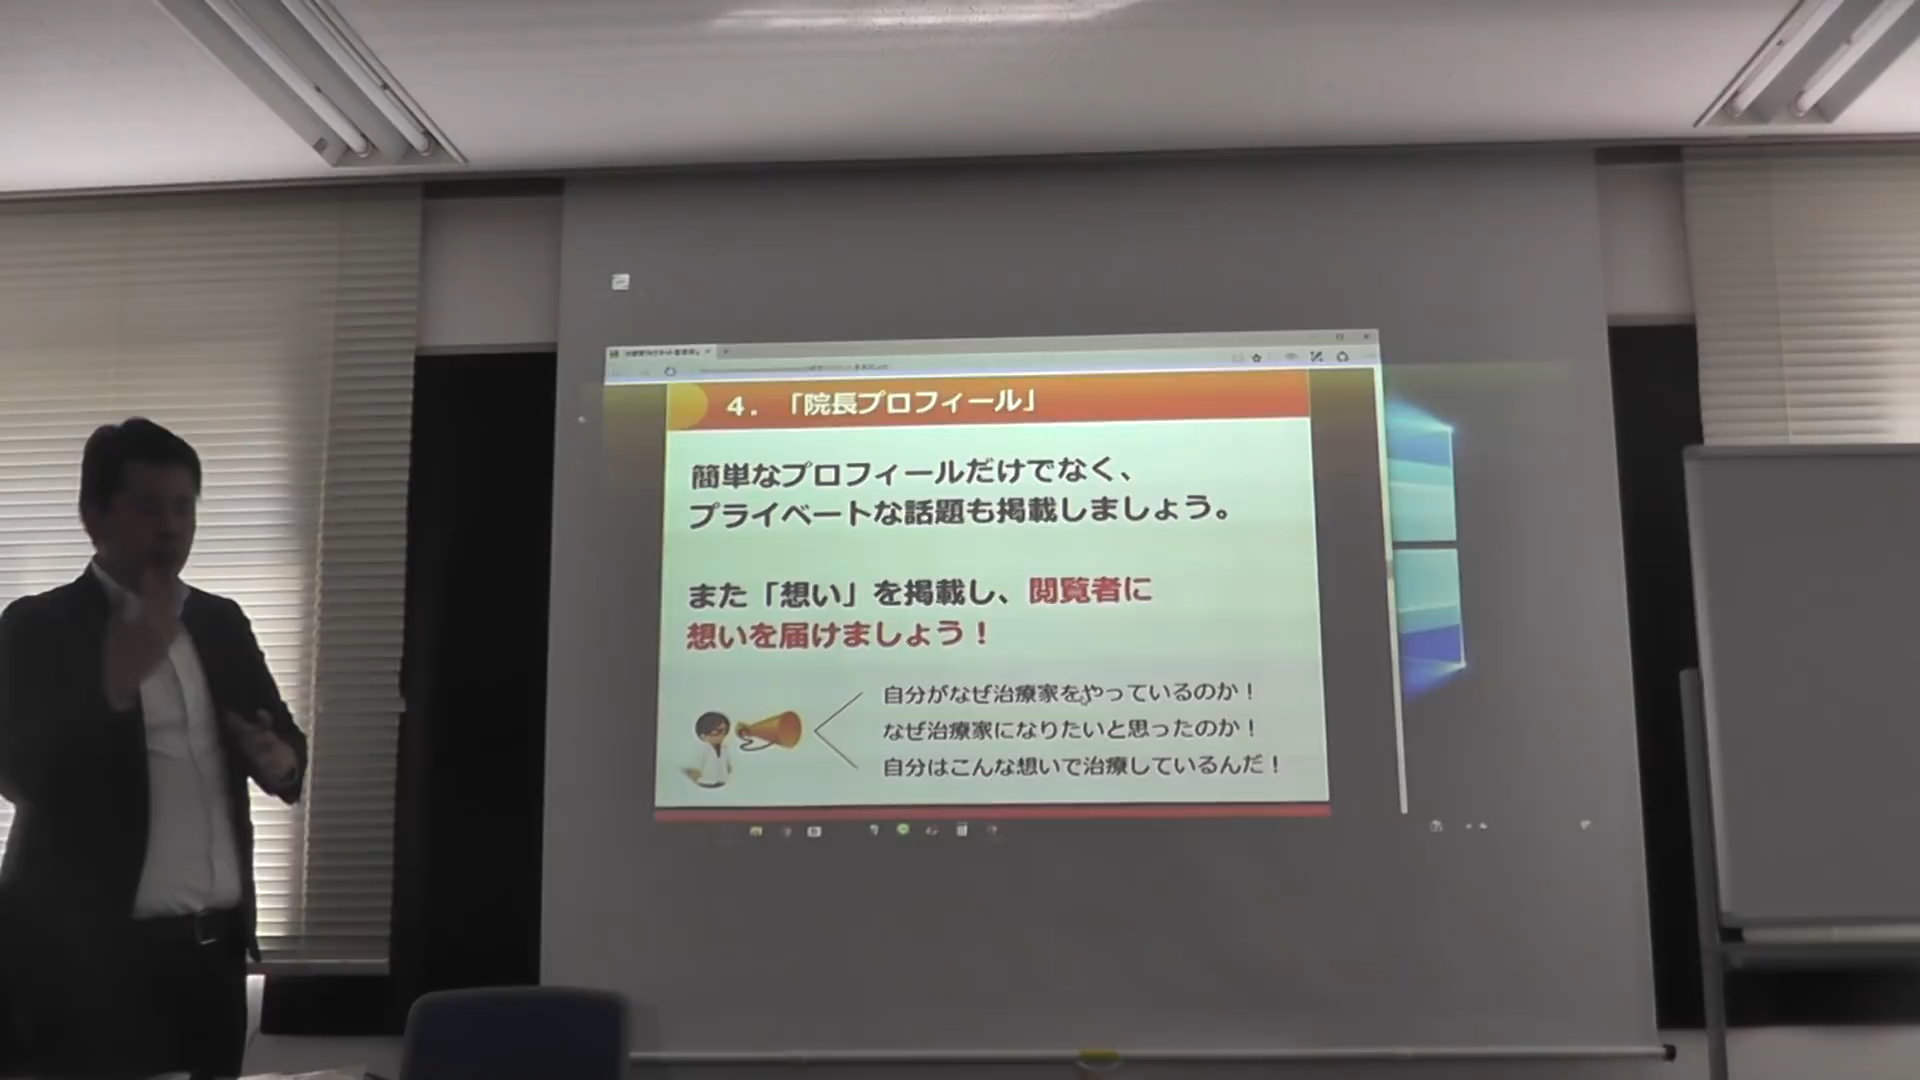 4．「院長プロフィール」
簡単なプロフィールだけでなく、
プライベートな話題も掲載しましょう。
また「想い」を掲載し、閲覧者に
想いを届けましょう！
自分がなぜ治療家をやっているのか！
なぜ治療家になりたいと思ったのか！
自分はこんな想いで治療しているんだ！